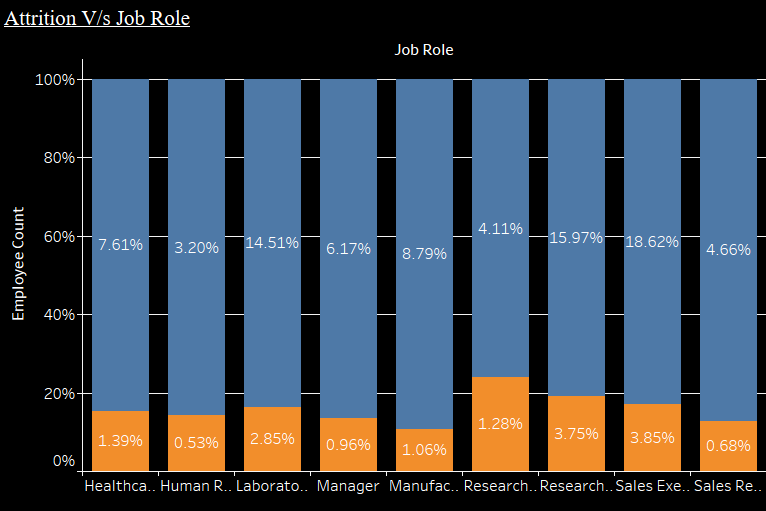 Attrition V/s Job Role
Job Role
Employee Count
100%
80%
60%
40%
20%
0%
7.61% 3.20% 14.51% 6.17% 8.79% 4.11% 15.97% 18.62% 4.66%
1.39% 0.53% 2.85% 0.96% 1.06% 1.28% 3.75% 3.85% 0.68%
Healthca.. Human R.. Laborato.. Manager Manufac.. Research.. Research.. Sales Exe.. Sales Re..